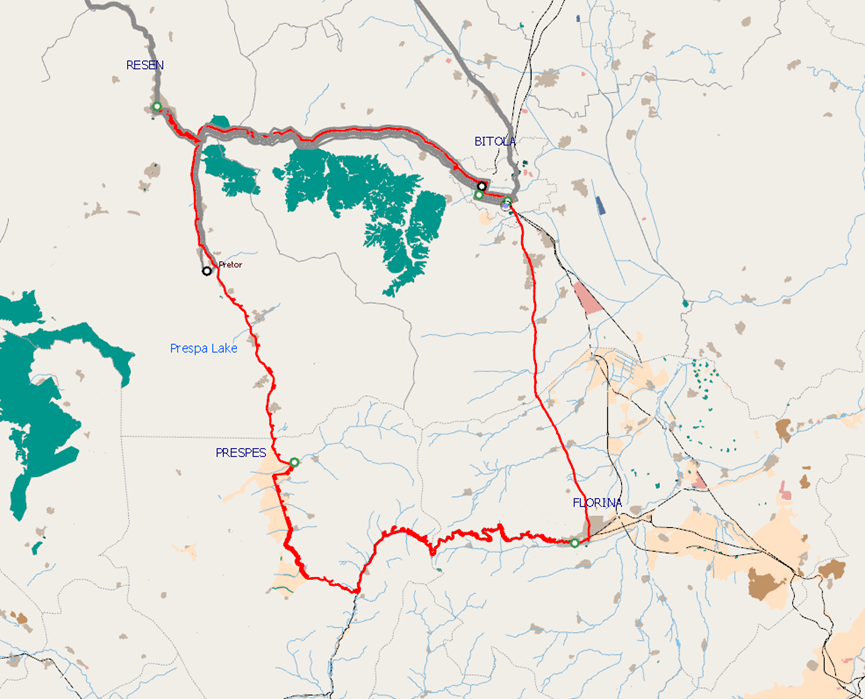 RESEN
BITOLA
Pretor
Prespa Lake
PRESPES
FLORINA